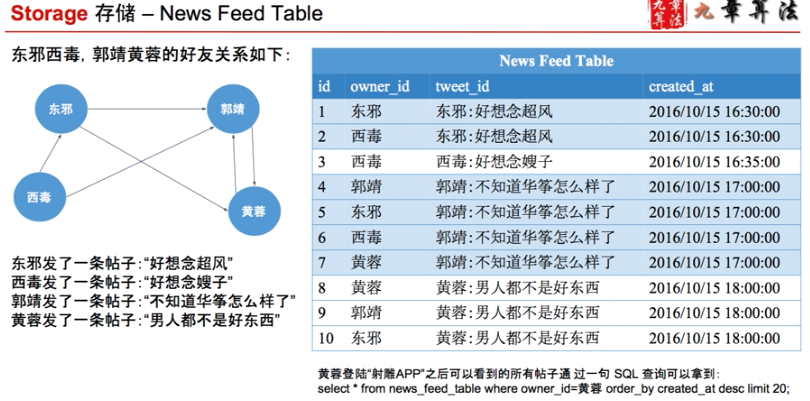 Storage 存储 – News Feed Table
九章算法
九章算法
东邪西毒,郭靖黄蓉的好友关系如下:
东邪
郭靖
西毒
黄蓉
东邪发了一条帖子:“好想念超风”
西毒发了一条帖子:“好想念嫂子”
郭靖发了一条帖子:“不知道华筝怎么样了”
黄蓉发了一条帖子:“男人都不是好东西”
News Feed Table
id owner_id tweet_id created_at
1 东邪 东邪:好想念超风 2016/10/15 16:30:00
2 西毒 东邪:好想念超风 2016/10/15 16:30:00
3 西毒 西毒:好想念嫂子 2016/10/15 16:35:00
4 郭靖 郭靖:不知道华筝怎么样了 2016/10/15 17:00:00
5 东邪 郭靖:不知道华筝怎么样了 2016/10/15 17:00:00
6 西毒 郭靖:不知道华筝怎么样了 2016/10/15 17:00:00
7 黄蓉 郭靖:不知道华筝怎么样了 2016/10/15 17:00:00
8 黄蓉 黄蓉:男人都不是好东西 2016/10/15 18:00:00
9 郭靖 黄蓉:男人都不是好东西 2016/10/15 18:00:00
10 东邪 黄蓉:男人都不是好东西 2016/10/15 18:00:00
黄蓉登陆“射雕APP”之后可以看到的所有帖子通 过一句 SQL 查询可以拿到:
select * from news_feed_table where owner_id=黄蓉 order_by created_at desc limit 20;